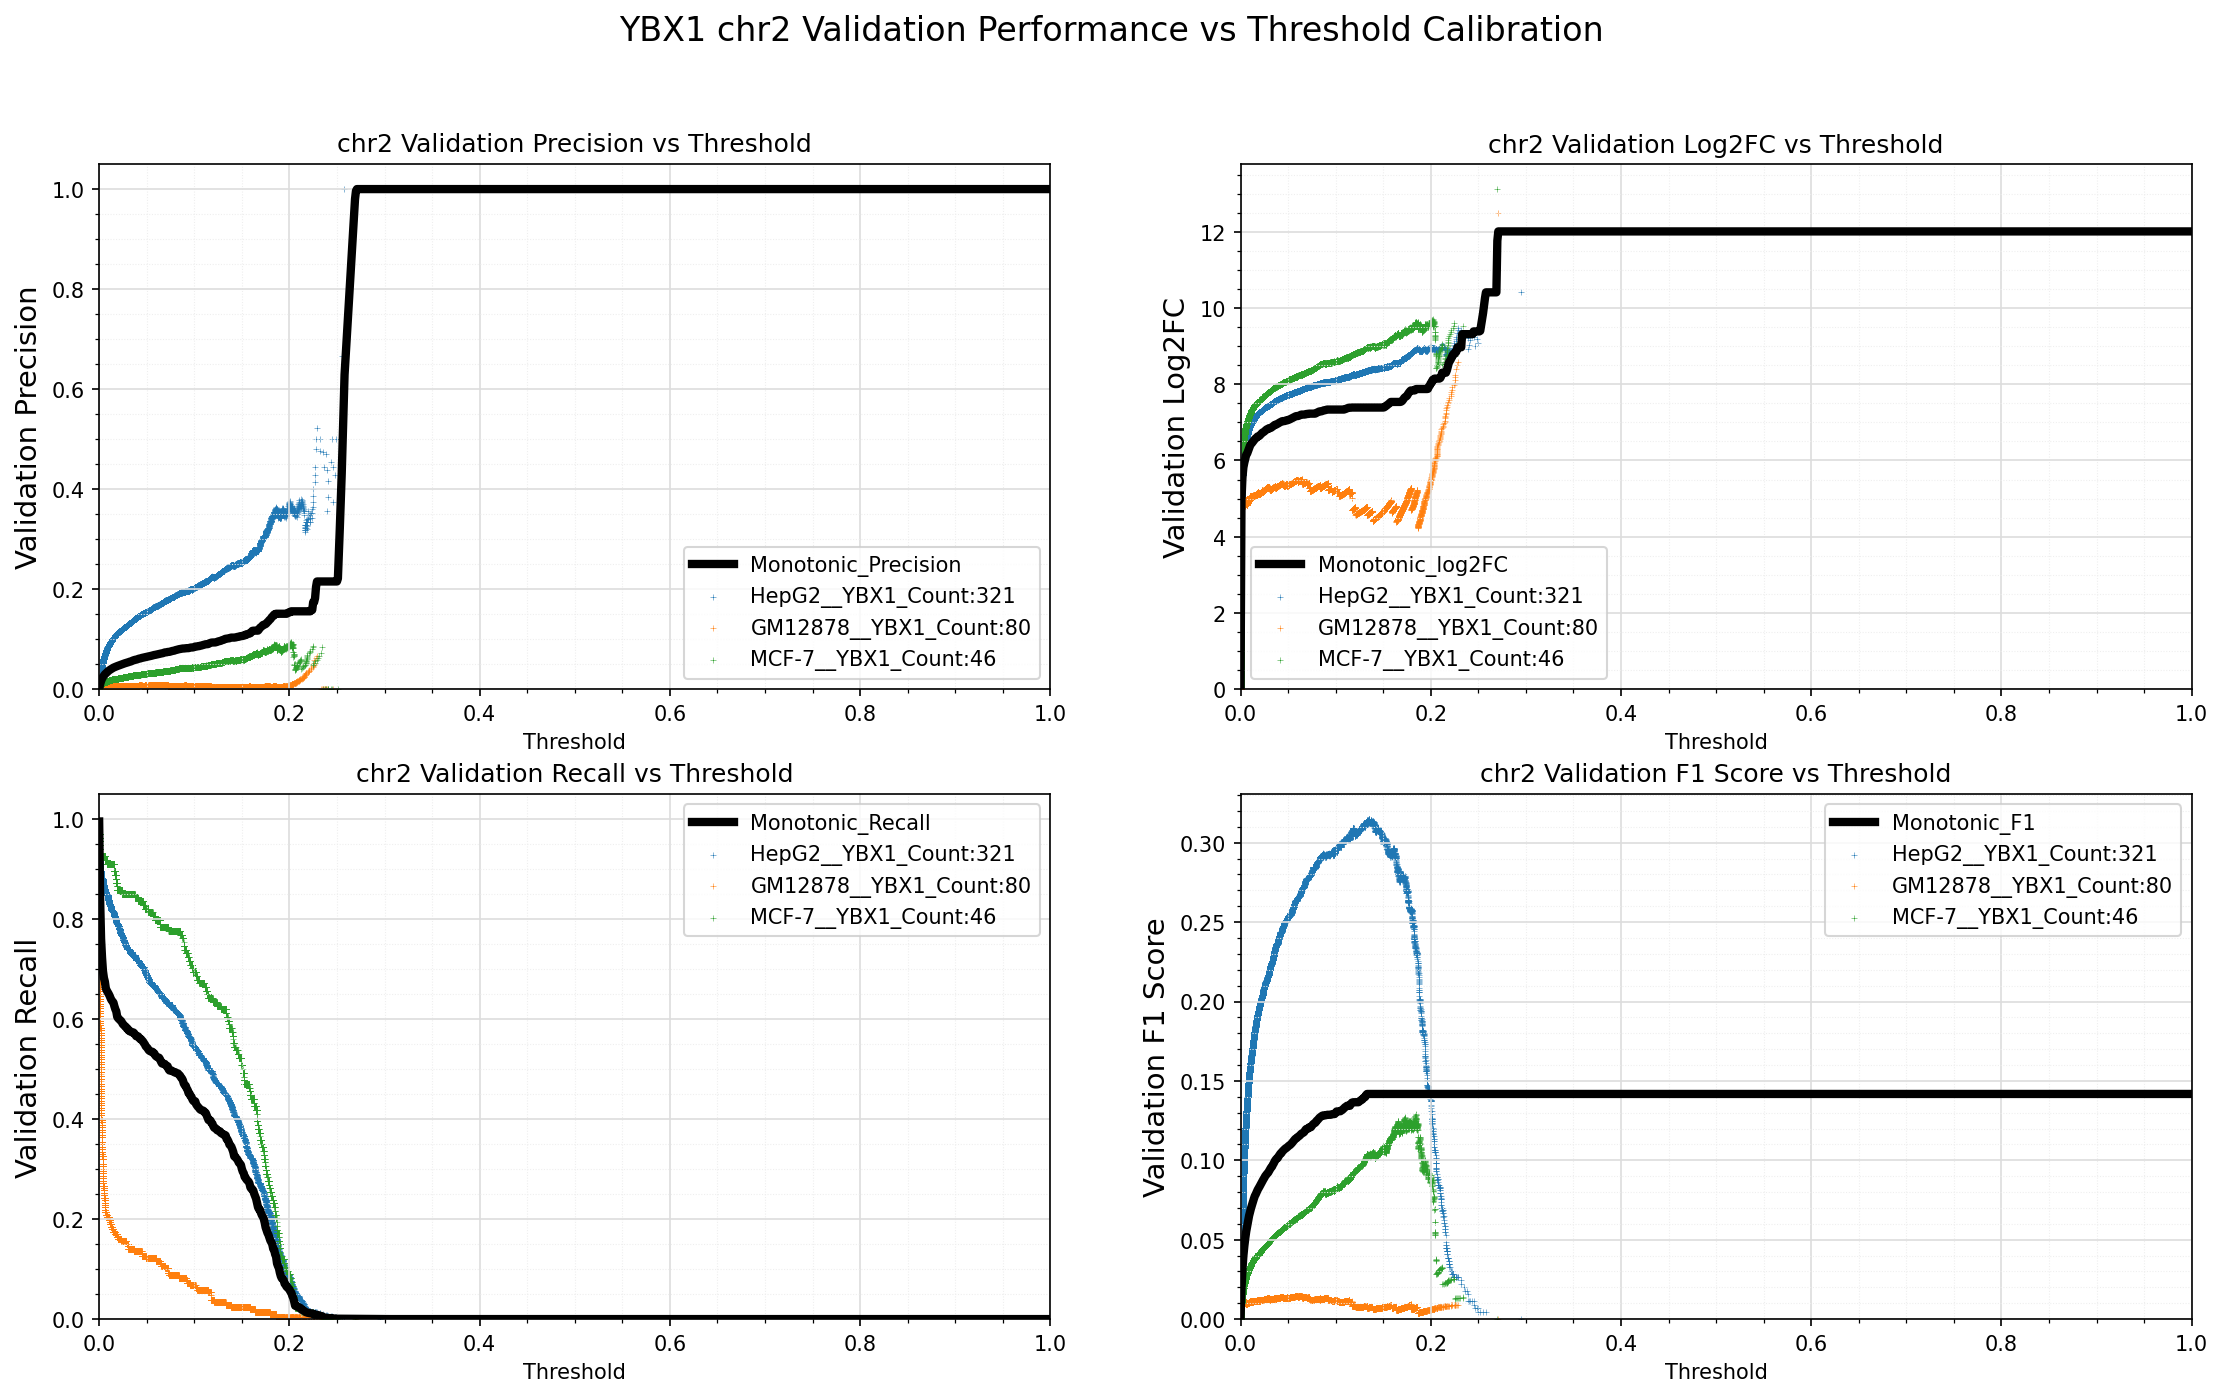 YBX1 chr2 Validation Performance vs Threshold Calibration
chr2 Validation Precision vs Threshold
Validation Precision
1.0
0.8
0.6
0.4
0.2
0.0
Monotonic_Precision
HepG2__YBX1_Count:321
GM12878__YBX1_Count:80
MCF-7__YBX1_Count:46
0.0 0.2 0.4 0.6 0.8 1.0
Threshold
chr2 Validation Log2FC vs Threshold
Validation Log2FC
12
10
8
6
4
2
0
Monotonic_log2FC
HepG2__YBX1_Count:321
GM12878__YBX1_Count:80
MCF-7__YBX1_Count:46
0.0 0.2 0.4 0.6 0.8 1.0
Threshold
chr2 Validation Recall vs Threshold
Validation Recall
1.0
0.8
0.6
0.4
0.2
0.0
Monotonic_Recall
HepG2__YBX1_Count:321
GM12878__YBX1_Count:80
MCF-7__YBX1_Count:46
0.0 0.2 0.4 0.6 0.8 1.0
Threshold
chr2 Validation F1 Score vs Threshold
Validation F1 Score
0.30
0.25
0.20
0.15
0.10
0.05
0.00
Monotonic_F1
HepG2__YBX1_Count:321
GM12878__YBX1_Count:80
MCF-7__YBX1_Count:46
0.0 0.2 0.4 0.6 0.8 1.0
Threshold